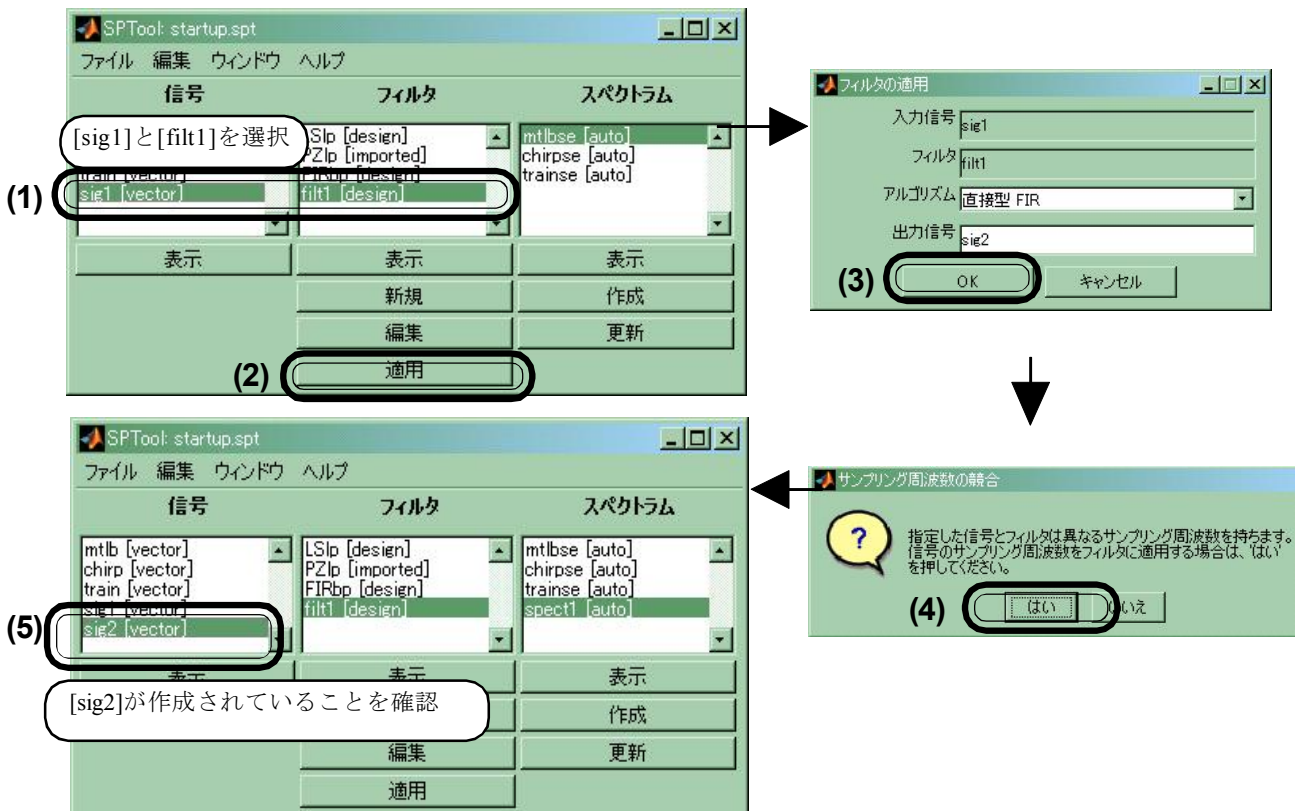 SPTool: startup.spt
ファイル 編集 ウィンドウ ヘルプ
信号 フィルタ スペクトラム
[sig1]と[filt1]を選択
LSlp [design]
PZlp [imported]
FIRbp [design]
filt1 [design]
train [vector]
sig1 [vector]
mtlbse [auto]
chirpse [auto]
trainse [auto]
(1)
表示 表示 表示
新規 作成
編集 更新
(2) 適用
フィルタの適用
入力信号 sig1
フィルタ filt1
アルゴリズム 直接型 FIR
出力信号 sig2
(3) OK キャンセル
サンプリング周波数の競合
?
指定した信号とフィルタは異なるサンプリング周波数を持ちます。
信号のサンプリング周波数をフィルタに適用する場合は、'はい'
を押してください。
(4) はい いいえ
SPTool: startup.spt
ファイル 編集 ウィンドウ ヘルプ
信号 フィルタ スペクトラム
mtlb [vector]
chirp [vector]
train [vector]
sig1 [vector]
sig2 [vector]
LSlp [design]
PZlp [imported]
FIRbp [design]
filt1 [design]
mtlbse [auto]
chirpse [auto]
trainse [auto]
spect1 [auto]
(5)
表示 表示 表示
[sig2]が作成されていることを確認
作成
編集 更新
適用